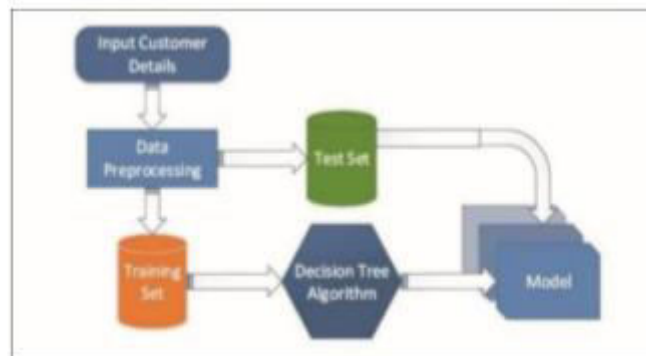 Input Customer
Details
Data
Preprocessing
Test Set
Training
Set
Decision Tree
Algorithm
Model